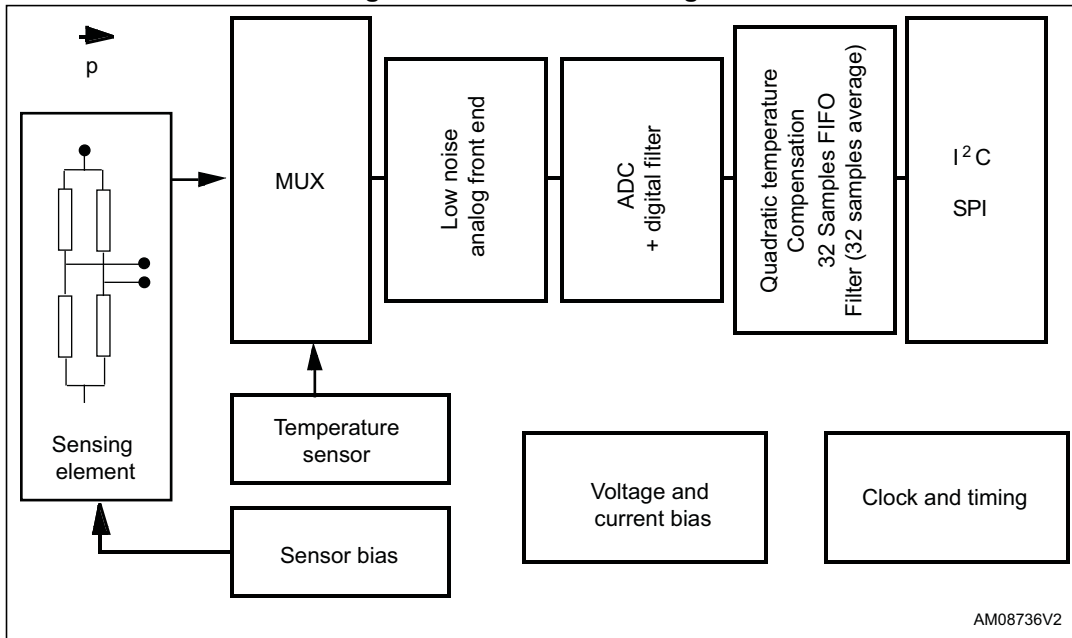 p
Sensing
element
MUX
Low noise
analog front end
ADC
+ digital filter
Quadratic temperature
Compensation
32 Samples FIFO
Filter (32 samples average)
I²C
SPI
Temperature
sensor
Sensor bias
Voltage and
current bias
Clock and timing
AM08736V2